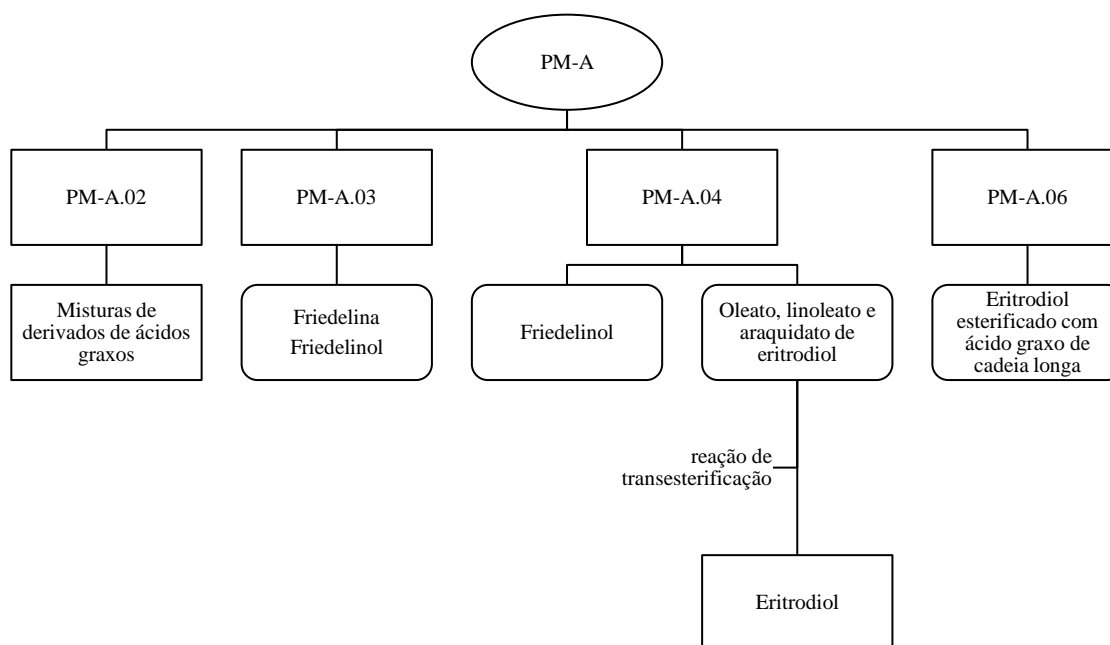 PM-A
PM-A.02
PM-A.03
PM-A.04
PM-A.06
Misturas de
derivados de ácidos
graxos
Friedelina
Friedelinol
Friedelinol
Oleato, linoleato e
araquidato de
eritrodiol
Eritrodiol
esterificado com
ácido graxo de
cadeia longa
reação de
transesterificação
Eritrodiol